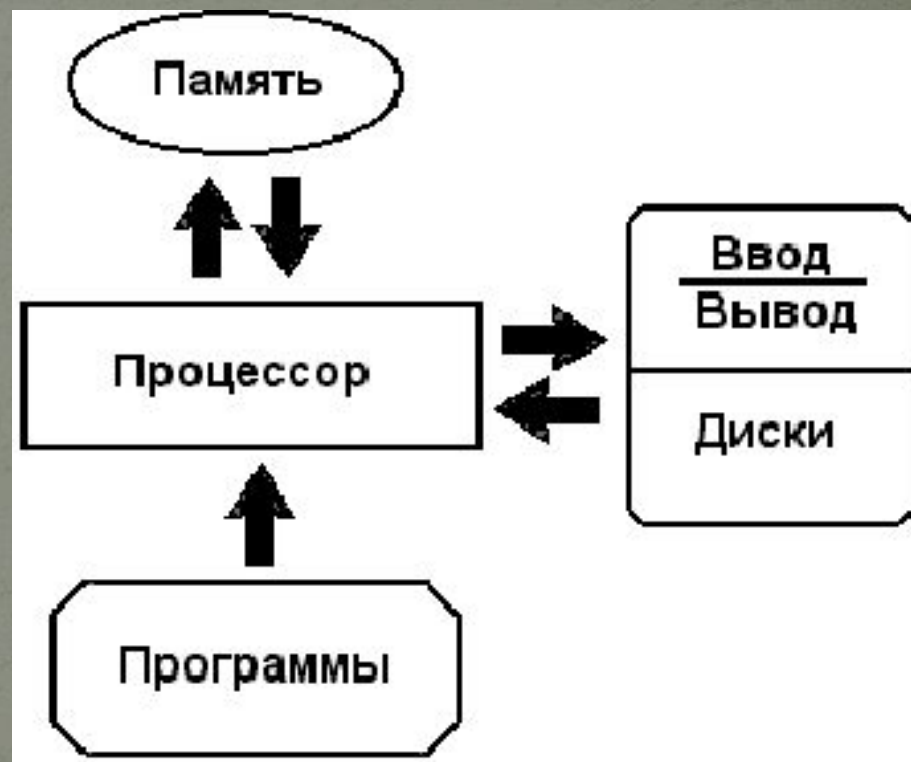 Память
Ввод
Вывод
Процессор
Диски
Программы